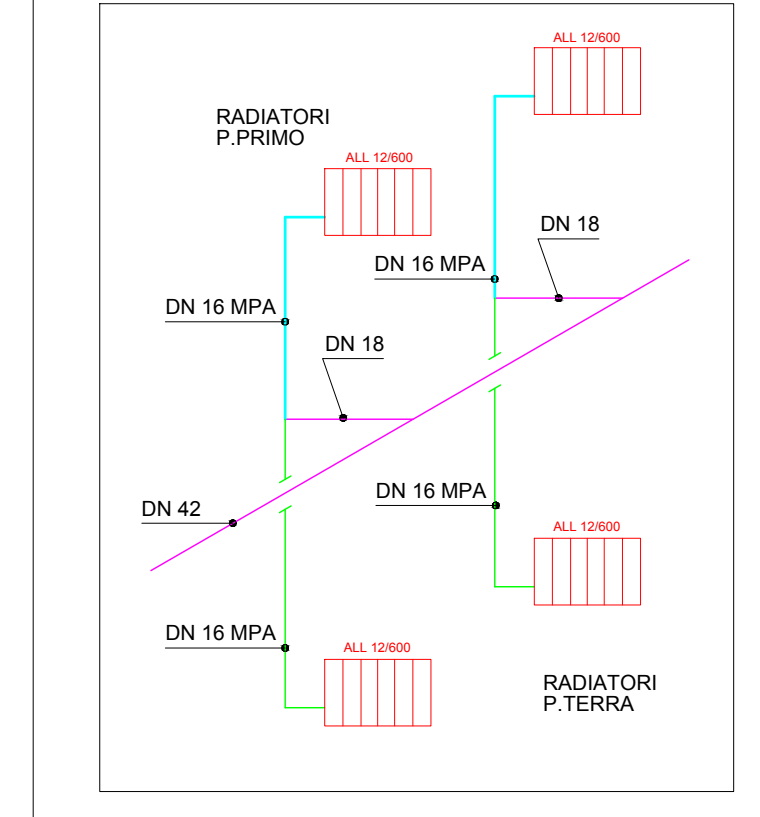 ALL 12/600
RADIATORI
P.PRIMO
ALL 12/600
DN 18
DN 16 MPA
DN 16 MPA
DN 18
DN 16 MPA
DN 42
ALL 12/600
DN 16 MPA
ALL 12/600
RADIATORI
P.TERRA